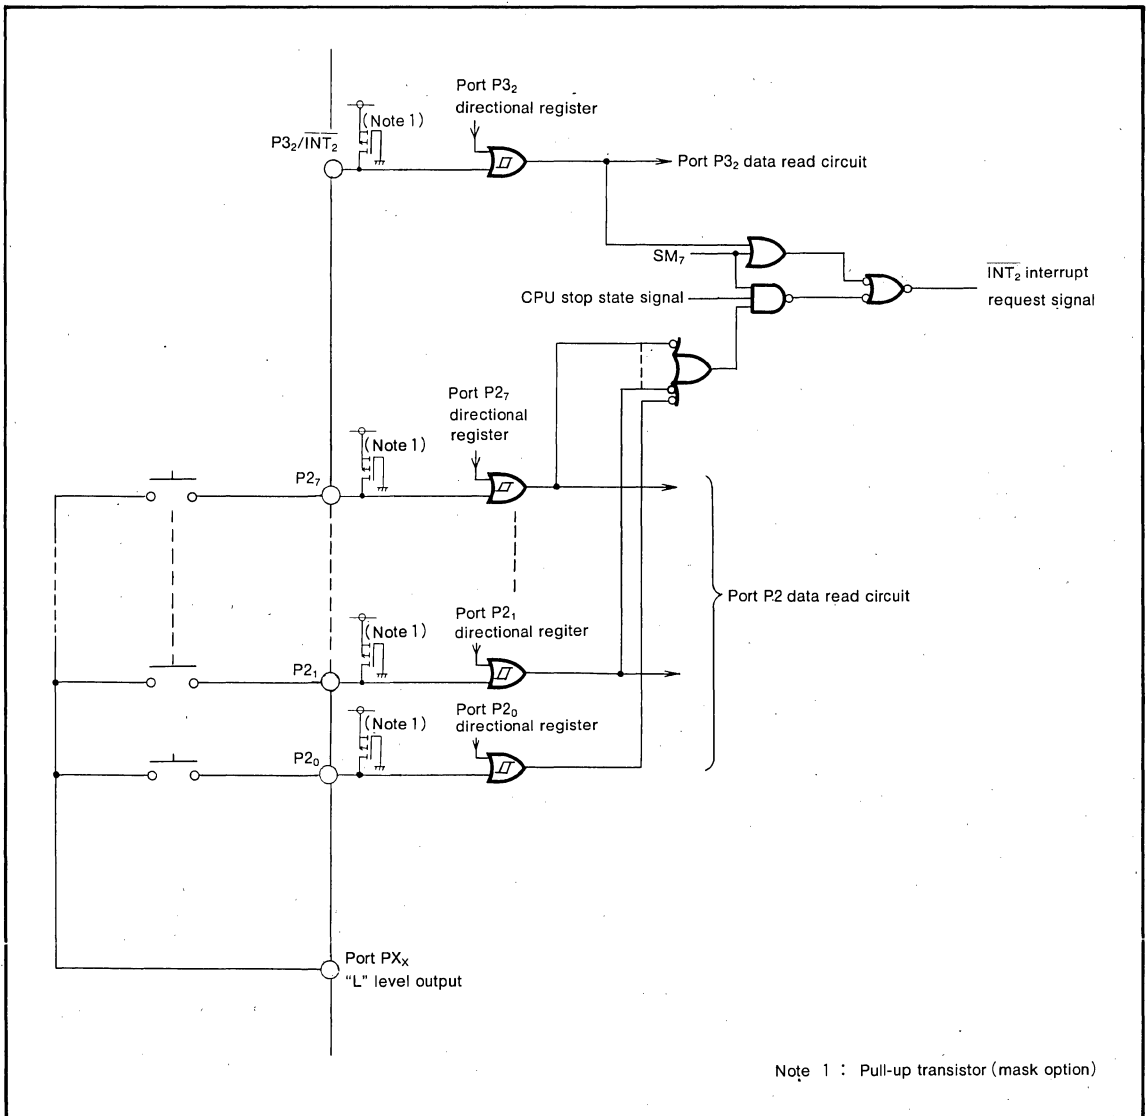 Port P3₂
directional register
(Note 1)
P3₂/I̅N̅T̅₂
Port P3₂ data read circuit
SM₇
CPU stop state signal
I̅N̅T̅₂ interrupt
request signal
Port P2₇
directional
register
(Note 1)
P2₇
Port P2 data read circuit
Port P2₁
directional regiter
(Note 1)
P2₁
Port P2₀
directional register
(Note 1)
P2₀
Port PXₓ
"L" level output
Note 1 : Pull-up transistor (mask option)